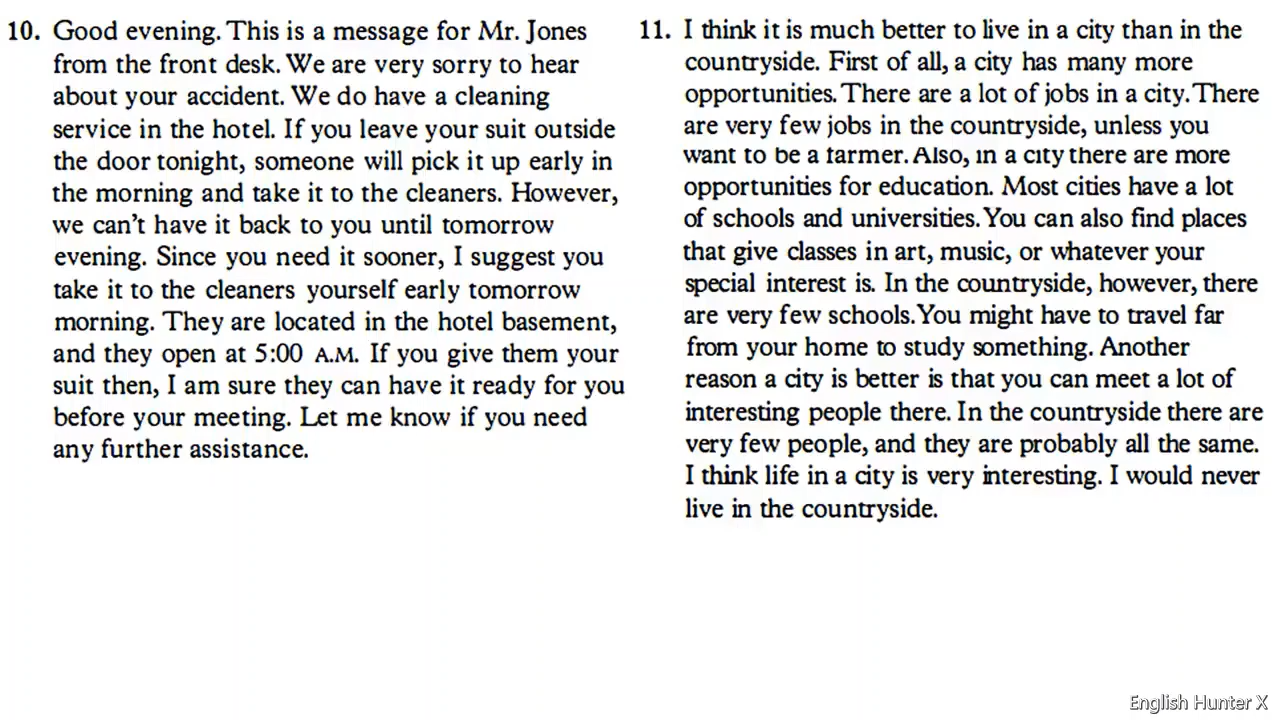 10. Good evening. This is a message for Mr. Jones
from the front desk. We are very sorry to hear
about your accident. We do have a cleaning
service in the hotel. If you leave your suit outside
the door tonight, someone will pick it up early in
the morning and take it to the cleaners. However,
we can't have it back to you until tomorrow
evening. Since you need it sooner, I suggest you
take it to the cleaners yourself early tomorrow
morning. They are located in the hotel basement,
and they open at 5:00 A.M. If you give them your
suit then, I am sure they can have it ready for you
before your meeting. Let me know if you need
any further assistance.
11. I think it is much better to live in a city than in the
countryside. First of all, a city has many more
opportunities. There are a lot of jobs in a city. There
are very few jobs in the countryside, unless you
want to be a farmer. Also, in a city there are more
opportunities for education. Most cities have a lot
of schools and universities. You can also find places
that give classes in art, music, or whatever your
special interest is. In the countryside, however, there
are very few schools. You might have to travel far
from your home to study something. Another
reason a city is better is that you can meet a lot of
interesting people there. In the countryside there are
very few people, and they are probably all the same.
I think life in a city is very interesting. I would never
live in the countryside.
English Hunter X